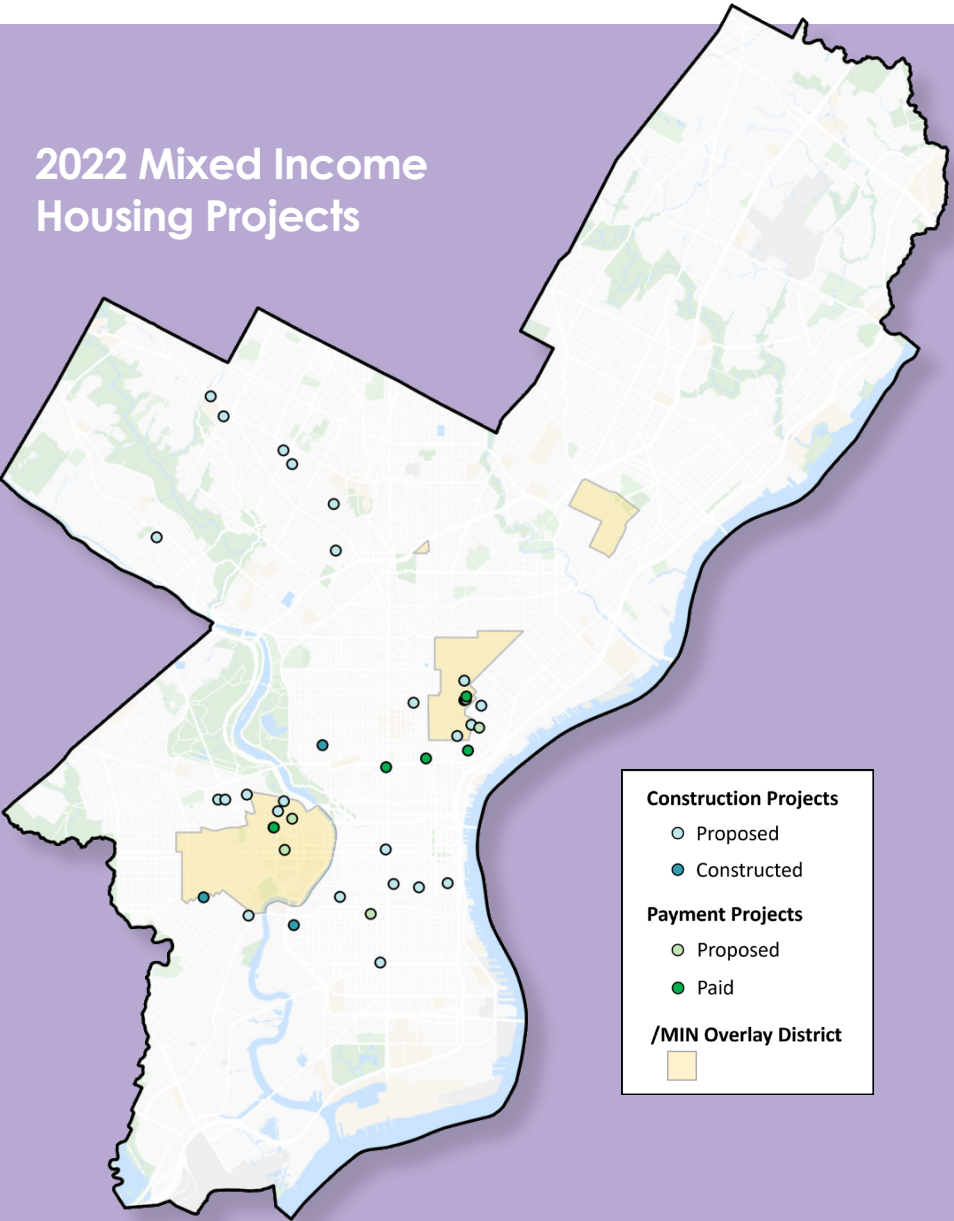 2022 Mixed Income
Housing Projects
Construction Projects
Proposed
Constructed
Payment Projects
Proposed
Paid
/MIN Overlay District